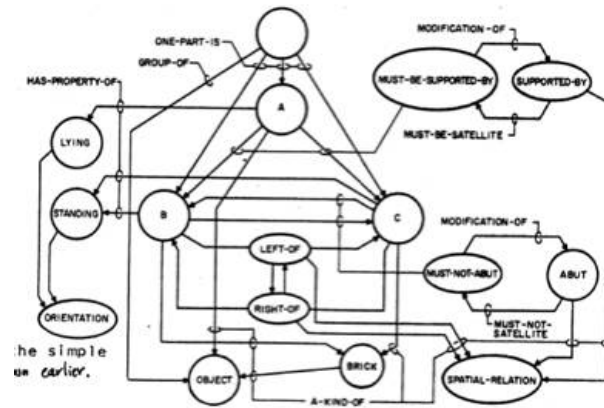 MODIFICATION-OF
ONE-PART-IS
GROUP-OF
HAS-PROPERTY-OF
MUST-BE-SUPPORTED-BY
SUPPORTED-BY
A
MUST-BE-SATELLITE
LYING
STANDING
B
C
MODIFICATION-OF
LEFT-OF
MUST-NOT-ABUT
ABUT
RIGHT-OF
ORIENTATION
MUST-NOT-
SATELLITE
the simple
earlier.
OBJECT
BRICK
SPATIAL-RELATION
A-KIND-OF